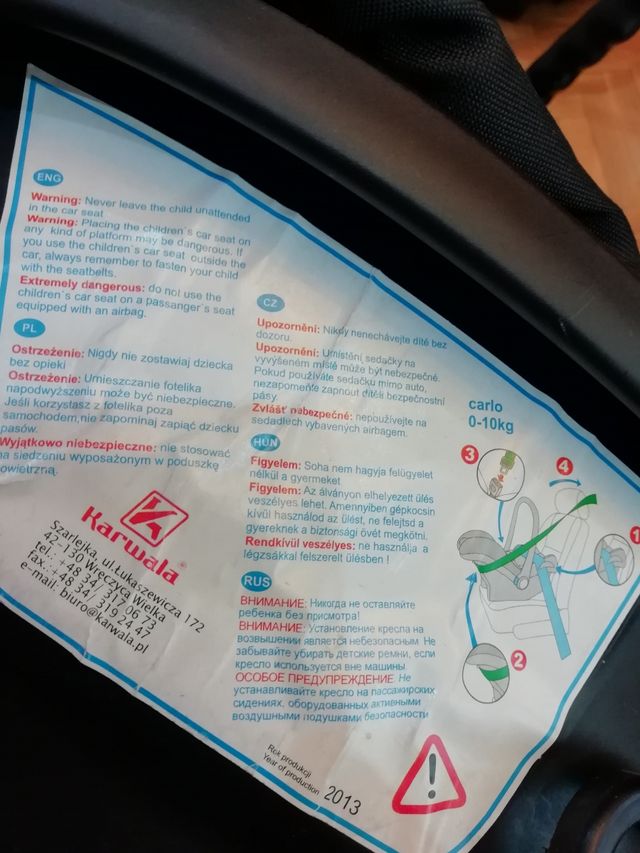 ENG
Warning: Never leave the child unattended
in the car seat
Warning: Placing the children`s car seat on
any kind of platform may be dangerous. If
you use the children`s car seat outside the
car, always remember to fasten your child
with the seatbelts.
Extremely dangerous: do not use the
children`s car seat on a passanger`s seat
equipped with an airbag.
PL
Ostrzeżenie: Nigdy nie zostawiaj dziecka
bez opieki
Ostrzeżenie: Umieszczanie fotelika
napodwyższeniu może być niebezpieczne.
Jeśli korzystasz z fotelika poza
samochodem,nie zapominaj zapiąć dziecku
pasów.
Wyjątkowo niebezpieczne: nie stosować
na siedzeniu wyposażonym w poduszkę
powietrzną.
Karwala
Szarlejka, ul.Łukaszewicza 172
42-130 Wręczyca Wielka
tel.: +48 34/ 317 06 73
fax.:+48 34/ 319 24 47
e-mail: biuro@karwala.pl
CZ
Upozornění: Nikdy nenechávejte dítě bez
dozoru.
Upozornění: Umístění sedačky na
vyvýšeném místě může být nebezpečné.
Pokud používáte sedačku mimo auto,
nezapomeňte zapnout dítěti bezpečnostní
pásy.
Zvlášť nebezpečné: nepoužívejte na
sedadlech vybavených airbagem.
HUN
Figyelem: Soha nem hagyja felügyelet
nélkül a gyermeket
Figyelem: Az álványon elhelyezett ülés
veszélyes lehet. Amennyiben gépkocsin
kívül használod az ülést, ne felejtsd a
gyereknek a biztonsági övét megkötni.
Rendkívül veszélyes: ne használja a
légzsákkal felszerelt ülésben !
RUS
ВНИМАНИЕ: Никогда не оставляйте
ребенка без присмотра!
ВНИМАНИЕ: Установление кресла на
возвышении является небезопасным. Не
забывайте убирать детские ремни, если
кресло используется вне машины.
ОСОБОЕ ПРЕДУПРЕЖДЕНИЕ. Не
устанавливайте кресло на пассажирских
сидениях, оборудованных активными
воздушными подушками безопасности
carlo
0-10kg
3
4
1
2
Rok produkcji
Year of production 2013